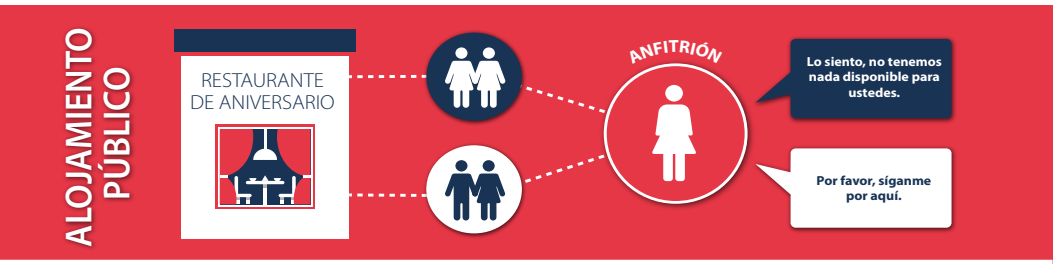 ALOJAMIENTO
PÚBLICO
RESTAURANTE
DE ANIVERSARIO
ANFITRIÓN
Lo siento, no tenemos
nada disponible para
ustedes.
Por favor, síganme
por aquí.